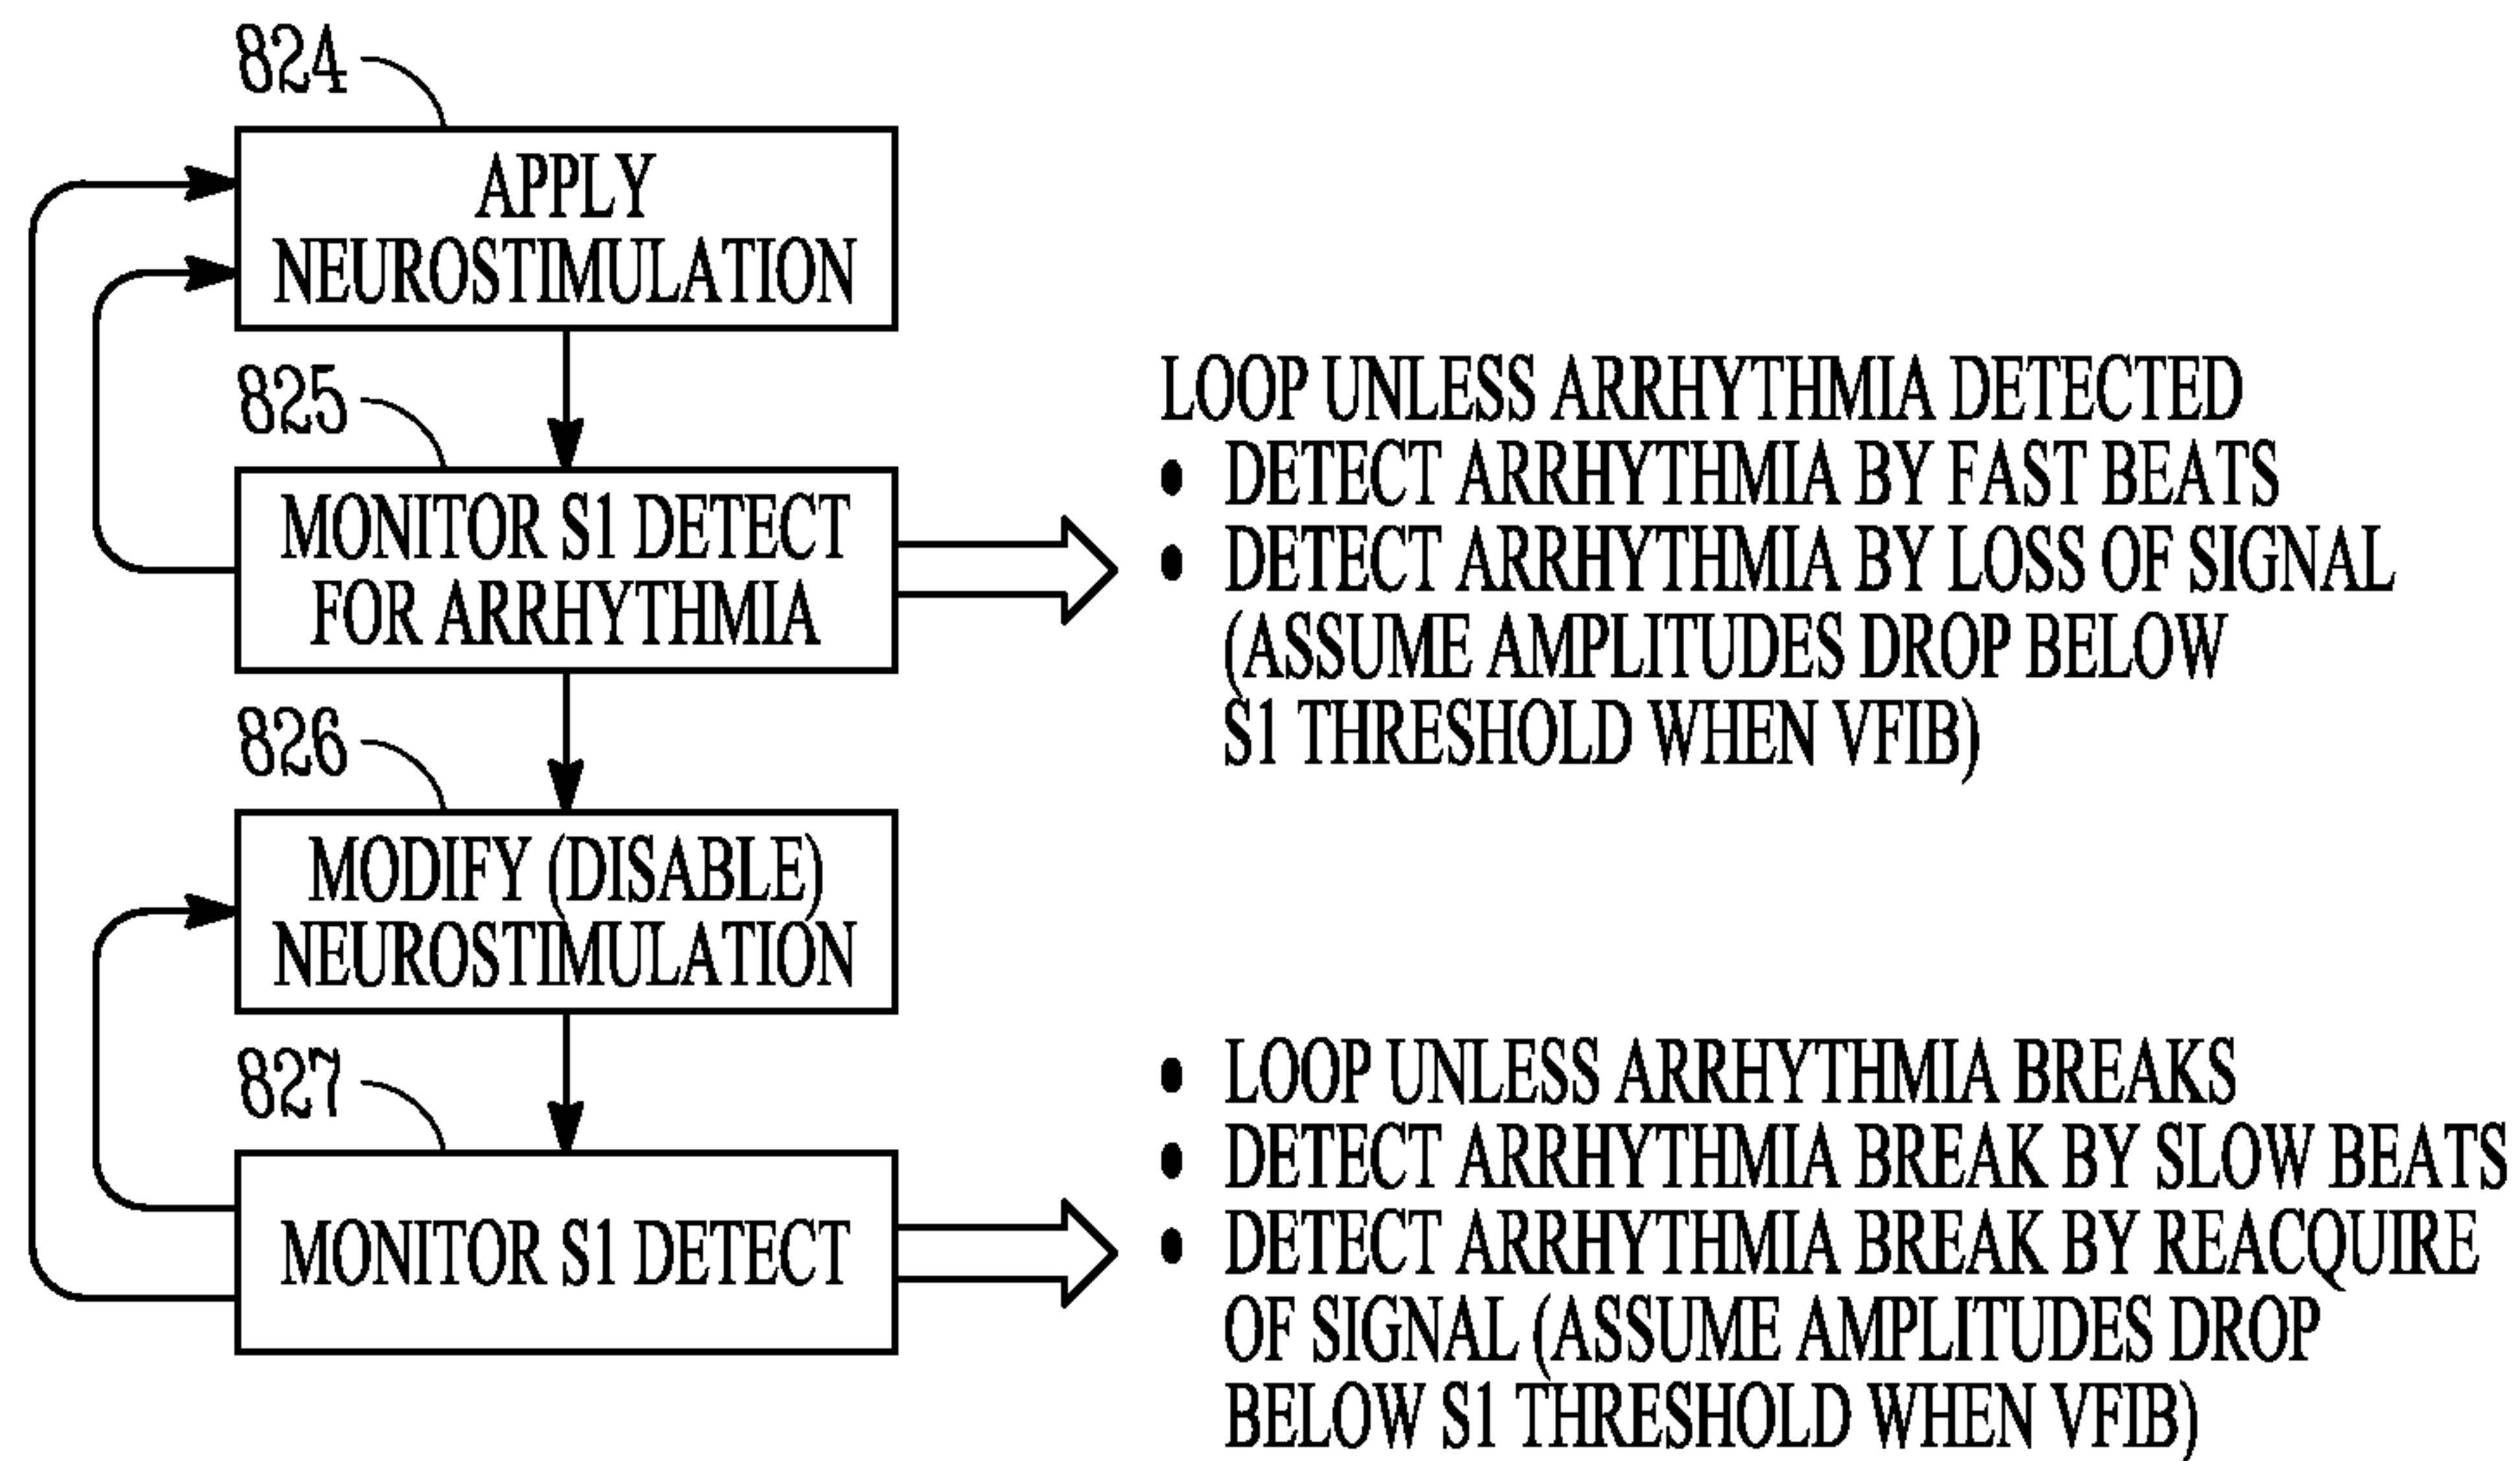 824
APPLY
NEUROSTIMULATION
825
MONITOR S1 DETECT
FOR ARRHYTHMIA
LOOP UNLESS ARRHYTHMIA DETECTED
• DETECT ARRHYTHMIA BY FAST BEATS
• DETECT ARRHYTHMIA BY LOSS OF SIGNAL
(ASSUME AMPLITUDES DROP BELOW
S1 THRESHOLD WHEN VFIB)
826
MODIFY (DISABLE)
NEUROSTIMULATION
827
MONITOR S1 DETECT
• LOOP UNLESS ARRHYTHMIA BREAKS
• DETECT ARRHYTHMIA BREAK BY SLOW BEATS
• DETECT ARRHYTHMIA BREAK BY REACQUIRE
OF SIGNAL (ASSUME AMPLITUDES DROP
BELOW S1 THRESHOLD WHEN VFIB)